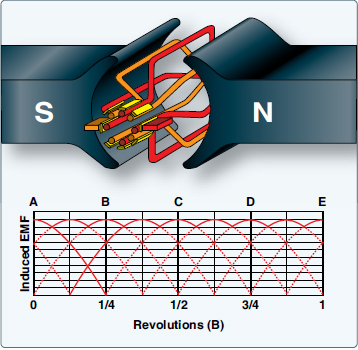 S N
A B C D E
Induced EMF
0 1/4 1/2 3/4 1
Revolutions (B)